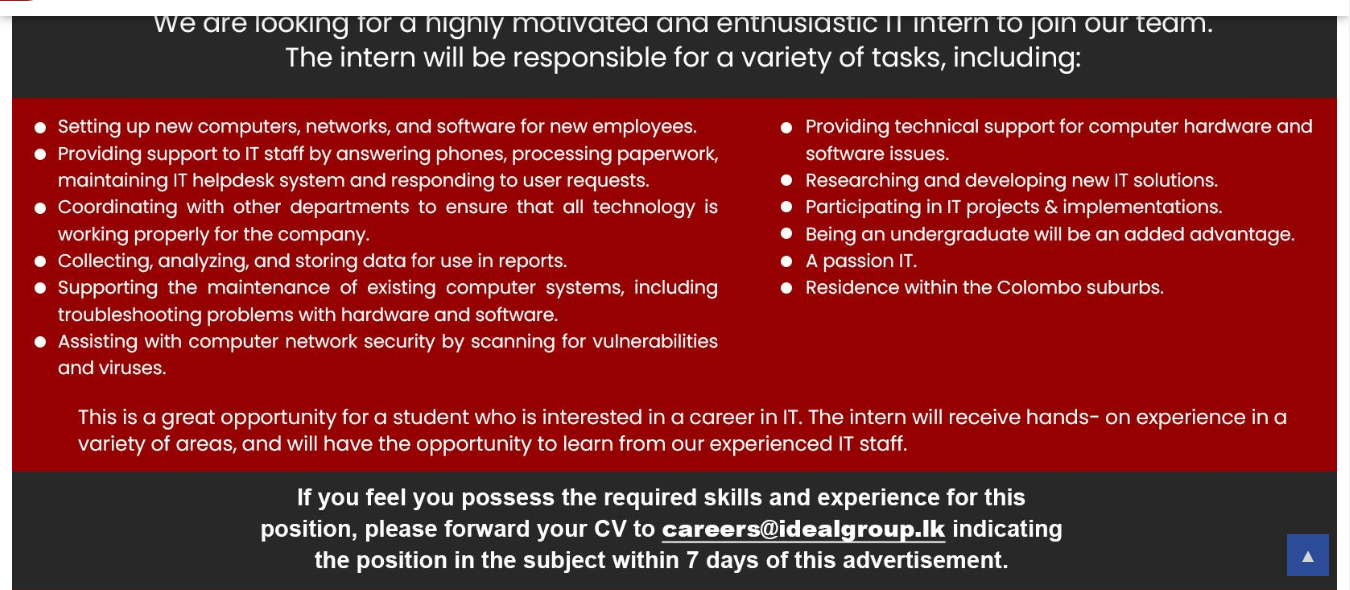 We are looking for a highly motivated and enthusiastic IT intern to join our team.
The intern will be responsible for a variety of tasks, including:
Setting up new computers, networks, and software for new employees.
Providing support to IT staff by answering phones, processing paperwork,
maintaining IT helpdesk system and responding to user requests.
Coordinating with other departments to ensure that all technology is
working properly for the company.
Collecting, analyzing, and storing data for use in reports.
Supporting the maintenance of existing computer systems, including
troubleshooting problems with hardware and software.
Assisting with computer network security by scanning for vulnerabilities
and viruses.
Providing technical support for computer hardware and
software issues.
Researching and developing new IT solutions.
Participating in IT projects & implementations.
Being an undergraduate will be an added advantage.
A passion IT.
Residence within the Colombo suburbs.
This is a great opportunity for a student who is interested in a career in IT. The intern will receive hands- on experience in a
variety of areas, and will have the opportunity to learn from our experienced IT staff.
If you feel you possess the required skills and experience for this
position, please forward your CV to careers@idealgroup.lk indicating
the position in the subject within 7 days of this advertisement.